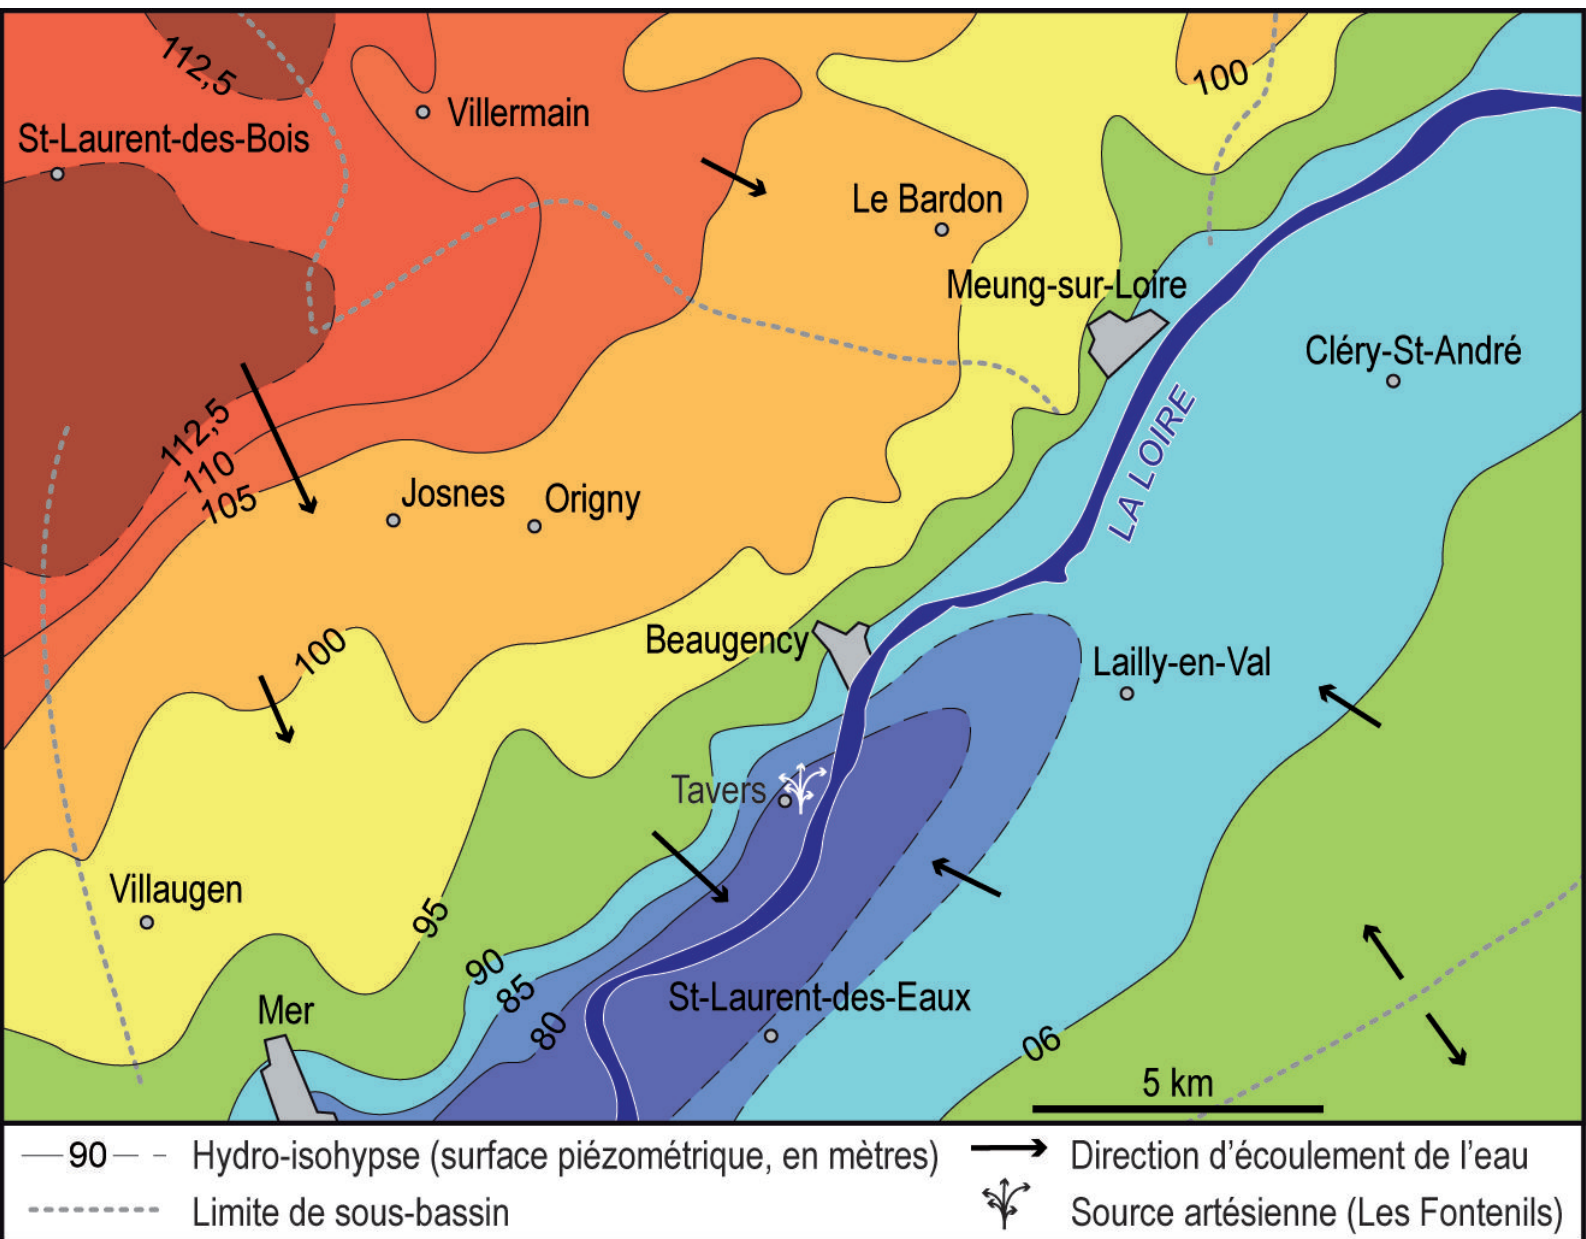 112,5
100
Villermain
St-Laurent-des-Bois
Le Bardon
Meung-sur-Loire
Cléry-St-André
112,5
110
105
LA LOIRE
Josnes
Origny
100
Beaugency
Lailly-en-Val
Tavers
Villaugen
95
90
85
80
St-Laurent-des-Eaux
Mer
90
5 km
90
Hydro-isohypse (surface piézométrique, en mètres)
Direction d'écoulement de l'eau
Limite de sous-bassin
Source artésienne (Les Fontenils)